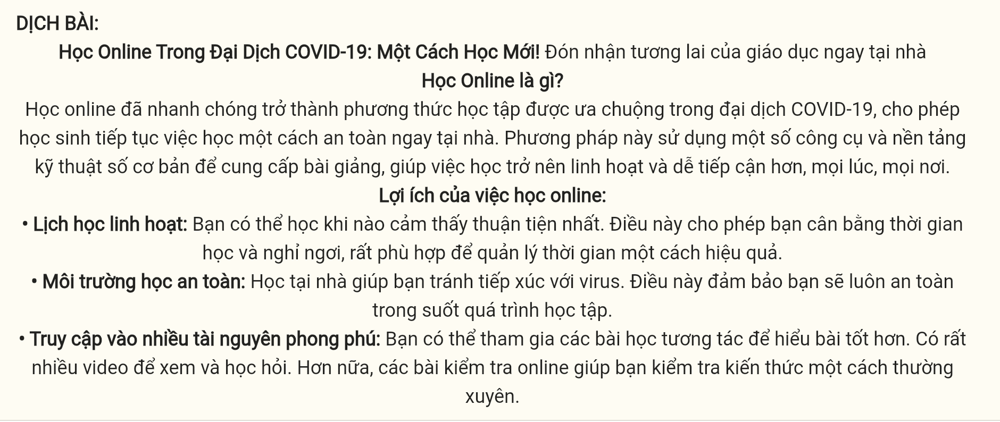 DỊCH BÀI:
Học Online Trong Đại Dịch COVID-19: Một Cách Học Mới! Đón nhận tương lai của giáo dục ngay tại nhà
Học Online là gì?
Học online đã nhanh chóng trở thành phương thức học tập được ưa chuộng trong đại dịch COVID-19, cho phép
học sinh tiếp tục việc học một cách an toàn ngay tại nhà. Phương pháp này sử dụng một số công cụ và nền tảng
kỹ thuật số cơ bản để cung cấp bài giảng, giúp việc học trở nên linh hoạt và dễ tiếp cận hơn, mọi lúc, mọi nơi.
Lợi ích của việc học online:
• Lịch học linh hoạt: Bạn có thể học khi nào cảm thấy thuận tiện nhất. Điều này cho phép bạn cân bằng thời gian
học và nghỉ ngơi, rất phù hợp để quản lý thời gian một cách hiệu quả.
• Môi trường học an toàn: Học tại nhà giúp bạn tránh tiếp xúc với virus. Điều này đảm bảo bạn sẽ luôn an toàn
trong suốt quá trình học tập.
• Truy cập vào nhiều tài nguyên phong phú: Bạn có thể tham gia các bài học tương tác để hiểu bài tốt hơn. Có rất
nhiều video để xem và học hỏi. Hơn nữa, các bài kiểm tra online giúp bạn kiểm tra kiến thức một cách thường
xuyên.